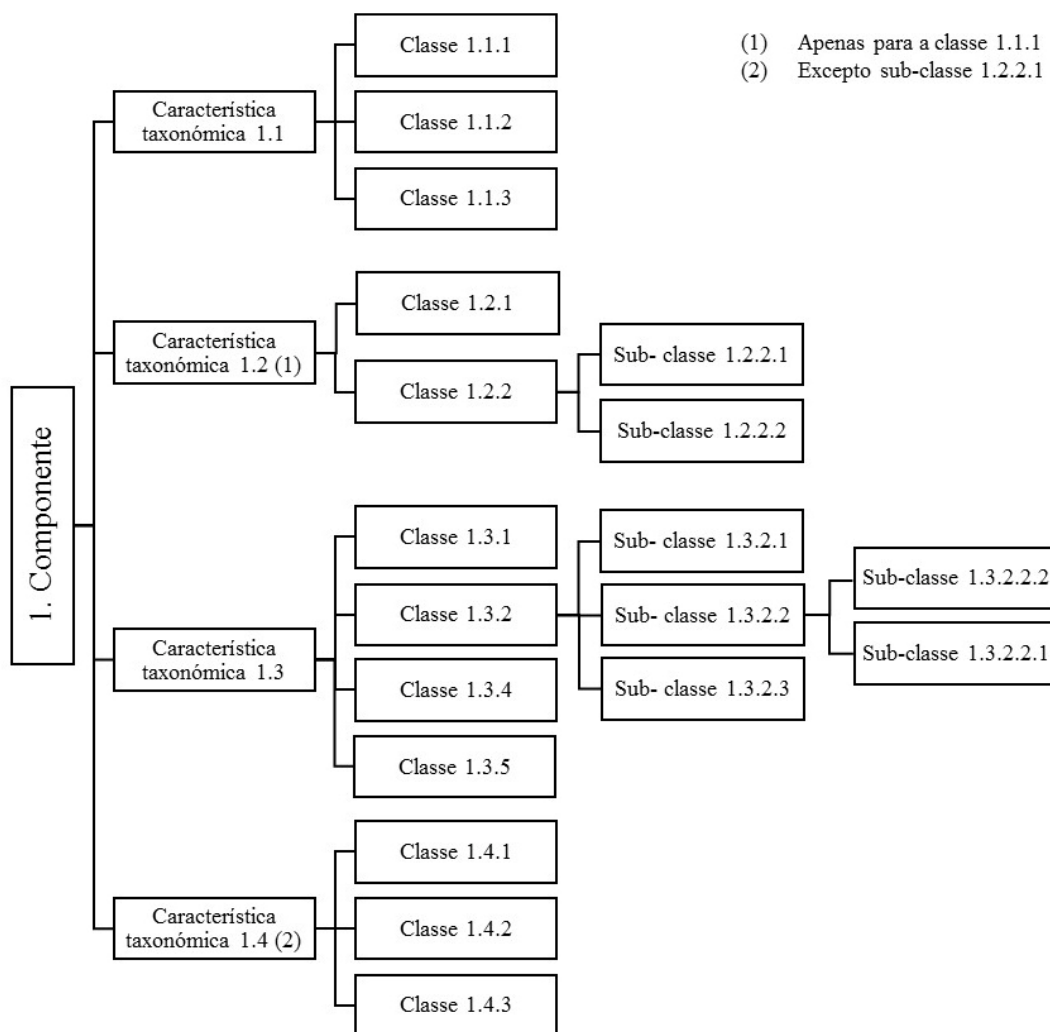 (1) Apenas para a classe 1.1.1
(2) Excepto sub-classe 1.2.2.1
1. Componente
Característica
taxonómica 1.1
Classe 1.1.1
Classe 1.1.2
Classe 1.1.3
Característica
taxonómica 1.2 (1)
Classe 1.2.1
Classe 1.2.2
Sub- classe 1.2.2.1
Sub-classe 1.2.2.2
Característica
taxonómica 1.3
Classe 1.3.1
Classe 1.3.2
Sub- classe 1.3.2.1
Sub- classe 1.3.2.2
Sub-classe 1.3.2.2.2
Sub-classe 1.3.2.2.1
Sub- classe 1.3.2.3
Classe 1.3.4
Classe 1.3.5
Característica
taxonómica 1.4 (2)
Classe 1.4.1
Classe 1.4.2
Classe 1.4.3